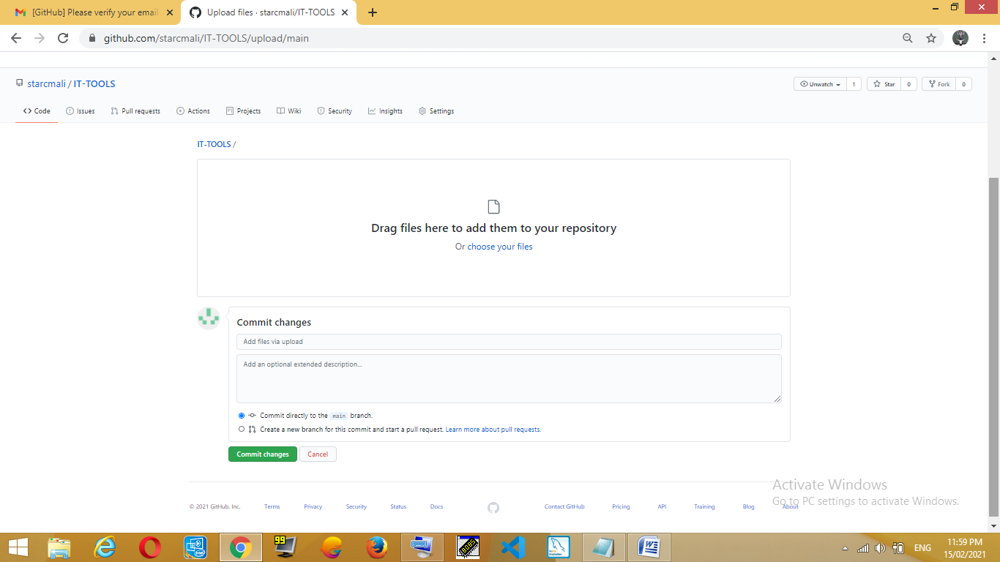 [GitHub] Please verify your email
Upload files · starcmali/IT-TOOLS
github.com/starcmali/IT-TOOLS/upload/main
starcmali / IT-TOOLS
Unwatch 1
Star 0
Fork 0
Code Issues Pull requests Actions Projects Wiki Security Insights Settings
IT-TOOLS /
Drag files here to add them to your repository
Or choose your files
Commit changes
Add files via upload
Add an optional extended description...
Commit directly to the main branch.
Create a new branch for this commit and start a pull request. Learn more about pull requests.
Commit changes Cancel
Activate Windows
Go to PC settings to activate Windows.
© 2021 GitHub, Inc. Terms Privacy Security Status Docs Contact GitHub Pricing API Training Blog About
99
ENG
11:59 PM
15/02/2021